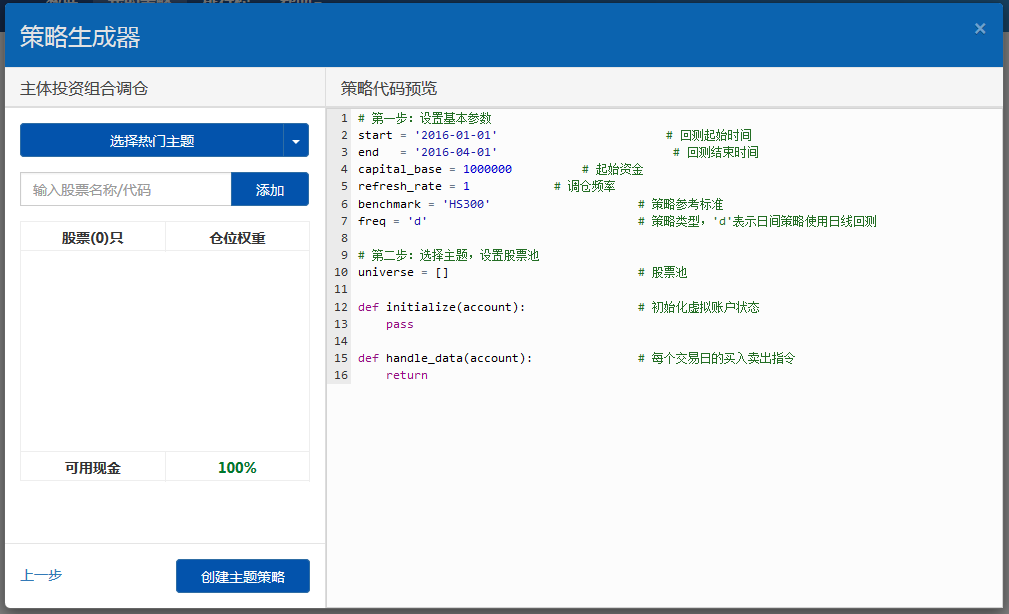 策略生成器
×
主体投资组合调仓
选择热门主题
输入股票名称/代码
添加
股票(0)只 仓位权重
可用现金 100%
上一步
创建主题策略
策略代码预览
1 # 第一步：设置基本参数
2 start = '2016-01-01' # 回测起始时间
3 end = '2016-04-01' # 回测结束时间
4 capital_base = 1000000 # 起始资金
5 refresh_rate = 1 # 调仓频率
6 benchmark = 'HS300' # 策略参考标准
7 freq = 'd' # 策略类型，'d'表示日间策略使用日线回测
8
9 # 第二步：选择主题，设置股票池
10 universe = [] # 股票池
11
12 def initialize(account): # 初始化虚拟账户状态
13 pass
14
15 def handle_data(account): # 每个交易日的买入卖出指令
16 return